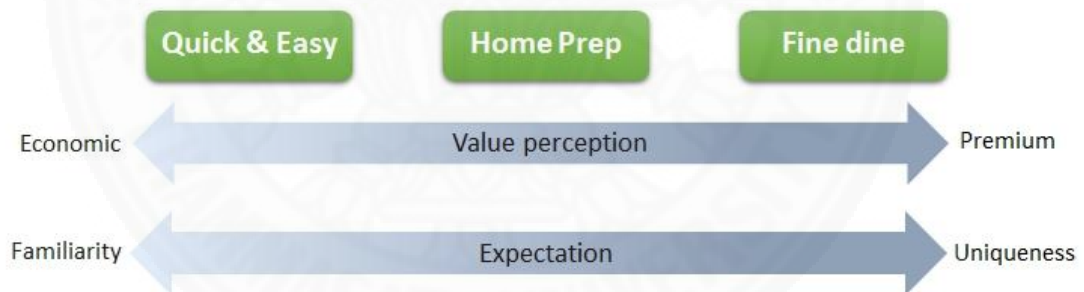 Quick & Easy Home Prep Fine dine
Economic Value perception Premium
Familiarity Expectation Uniqueness